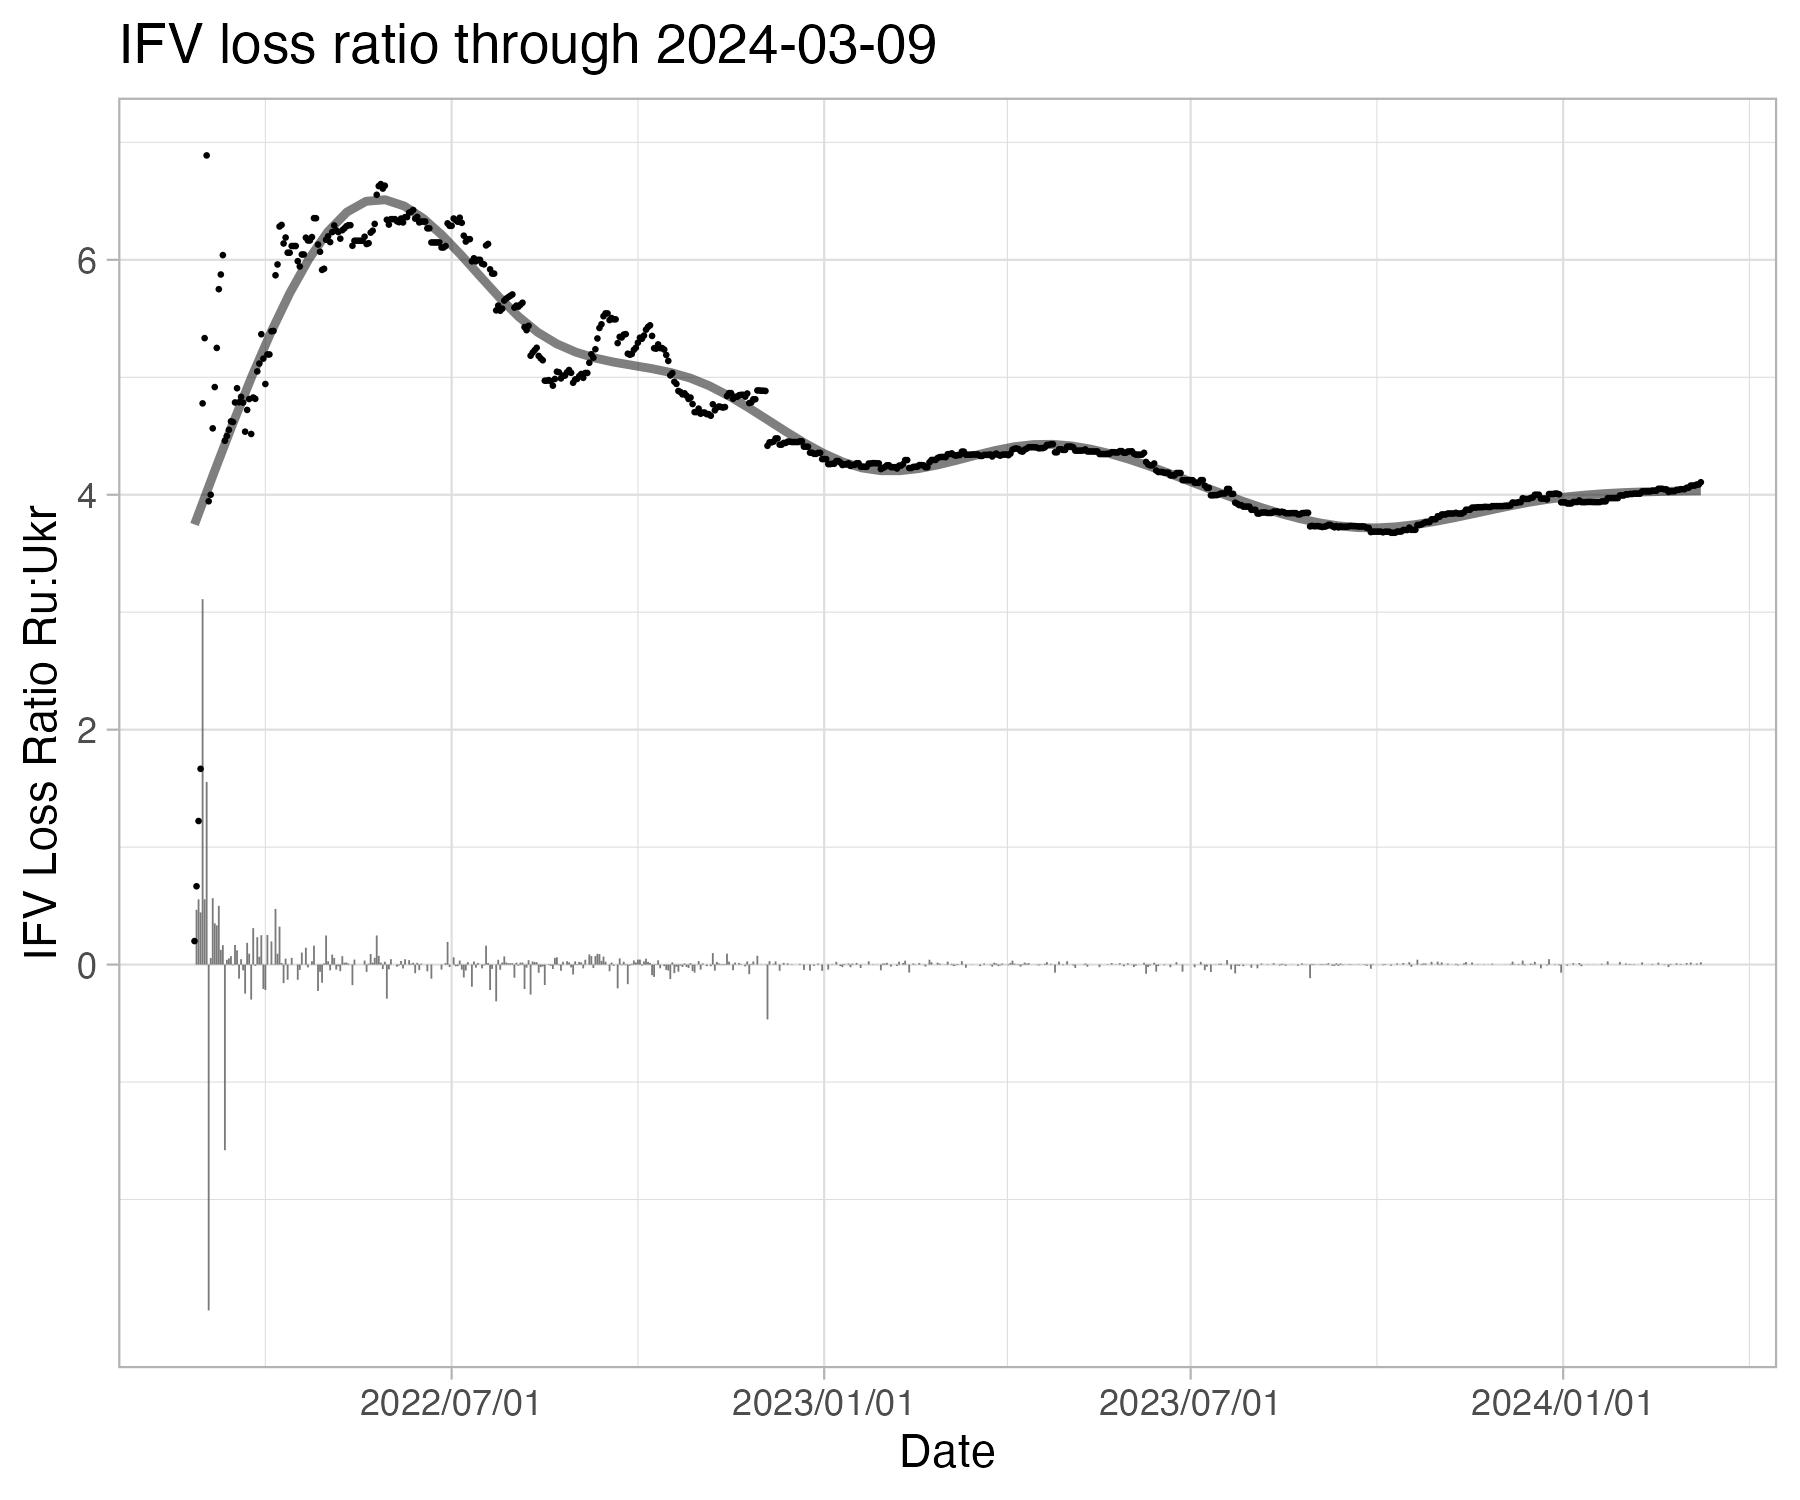 IFV loss ratio through 2024-03-09
IFV Loss Ratio Ru:Ukr
6
4
2
0
2022/07/01
2023/01/01
2023/07/01
2024/01/01
Date